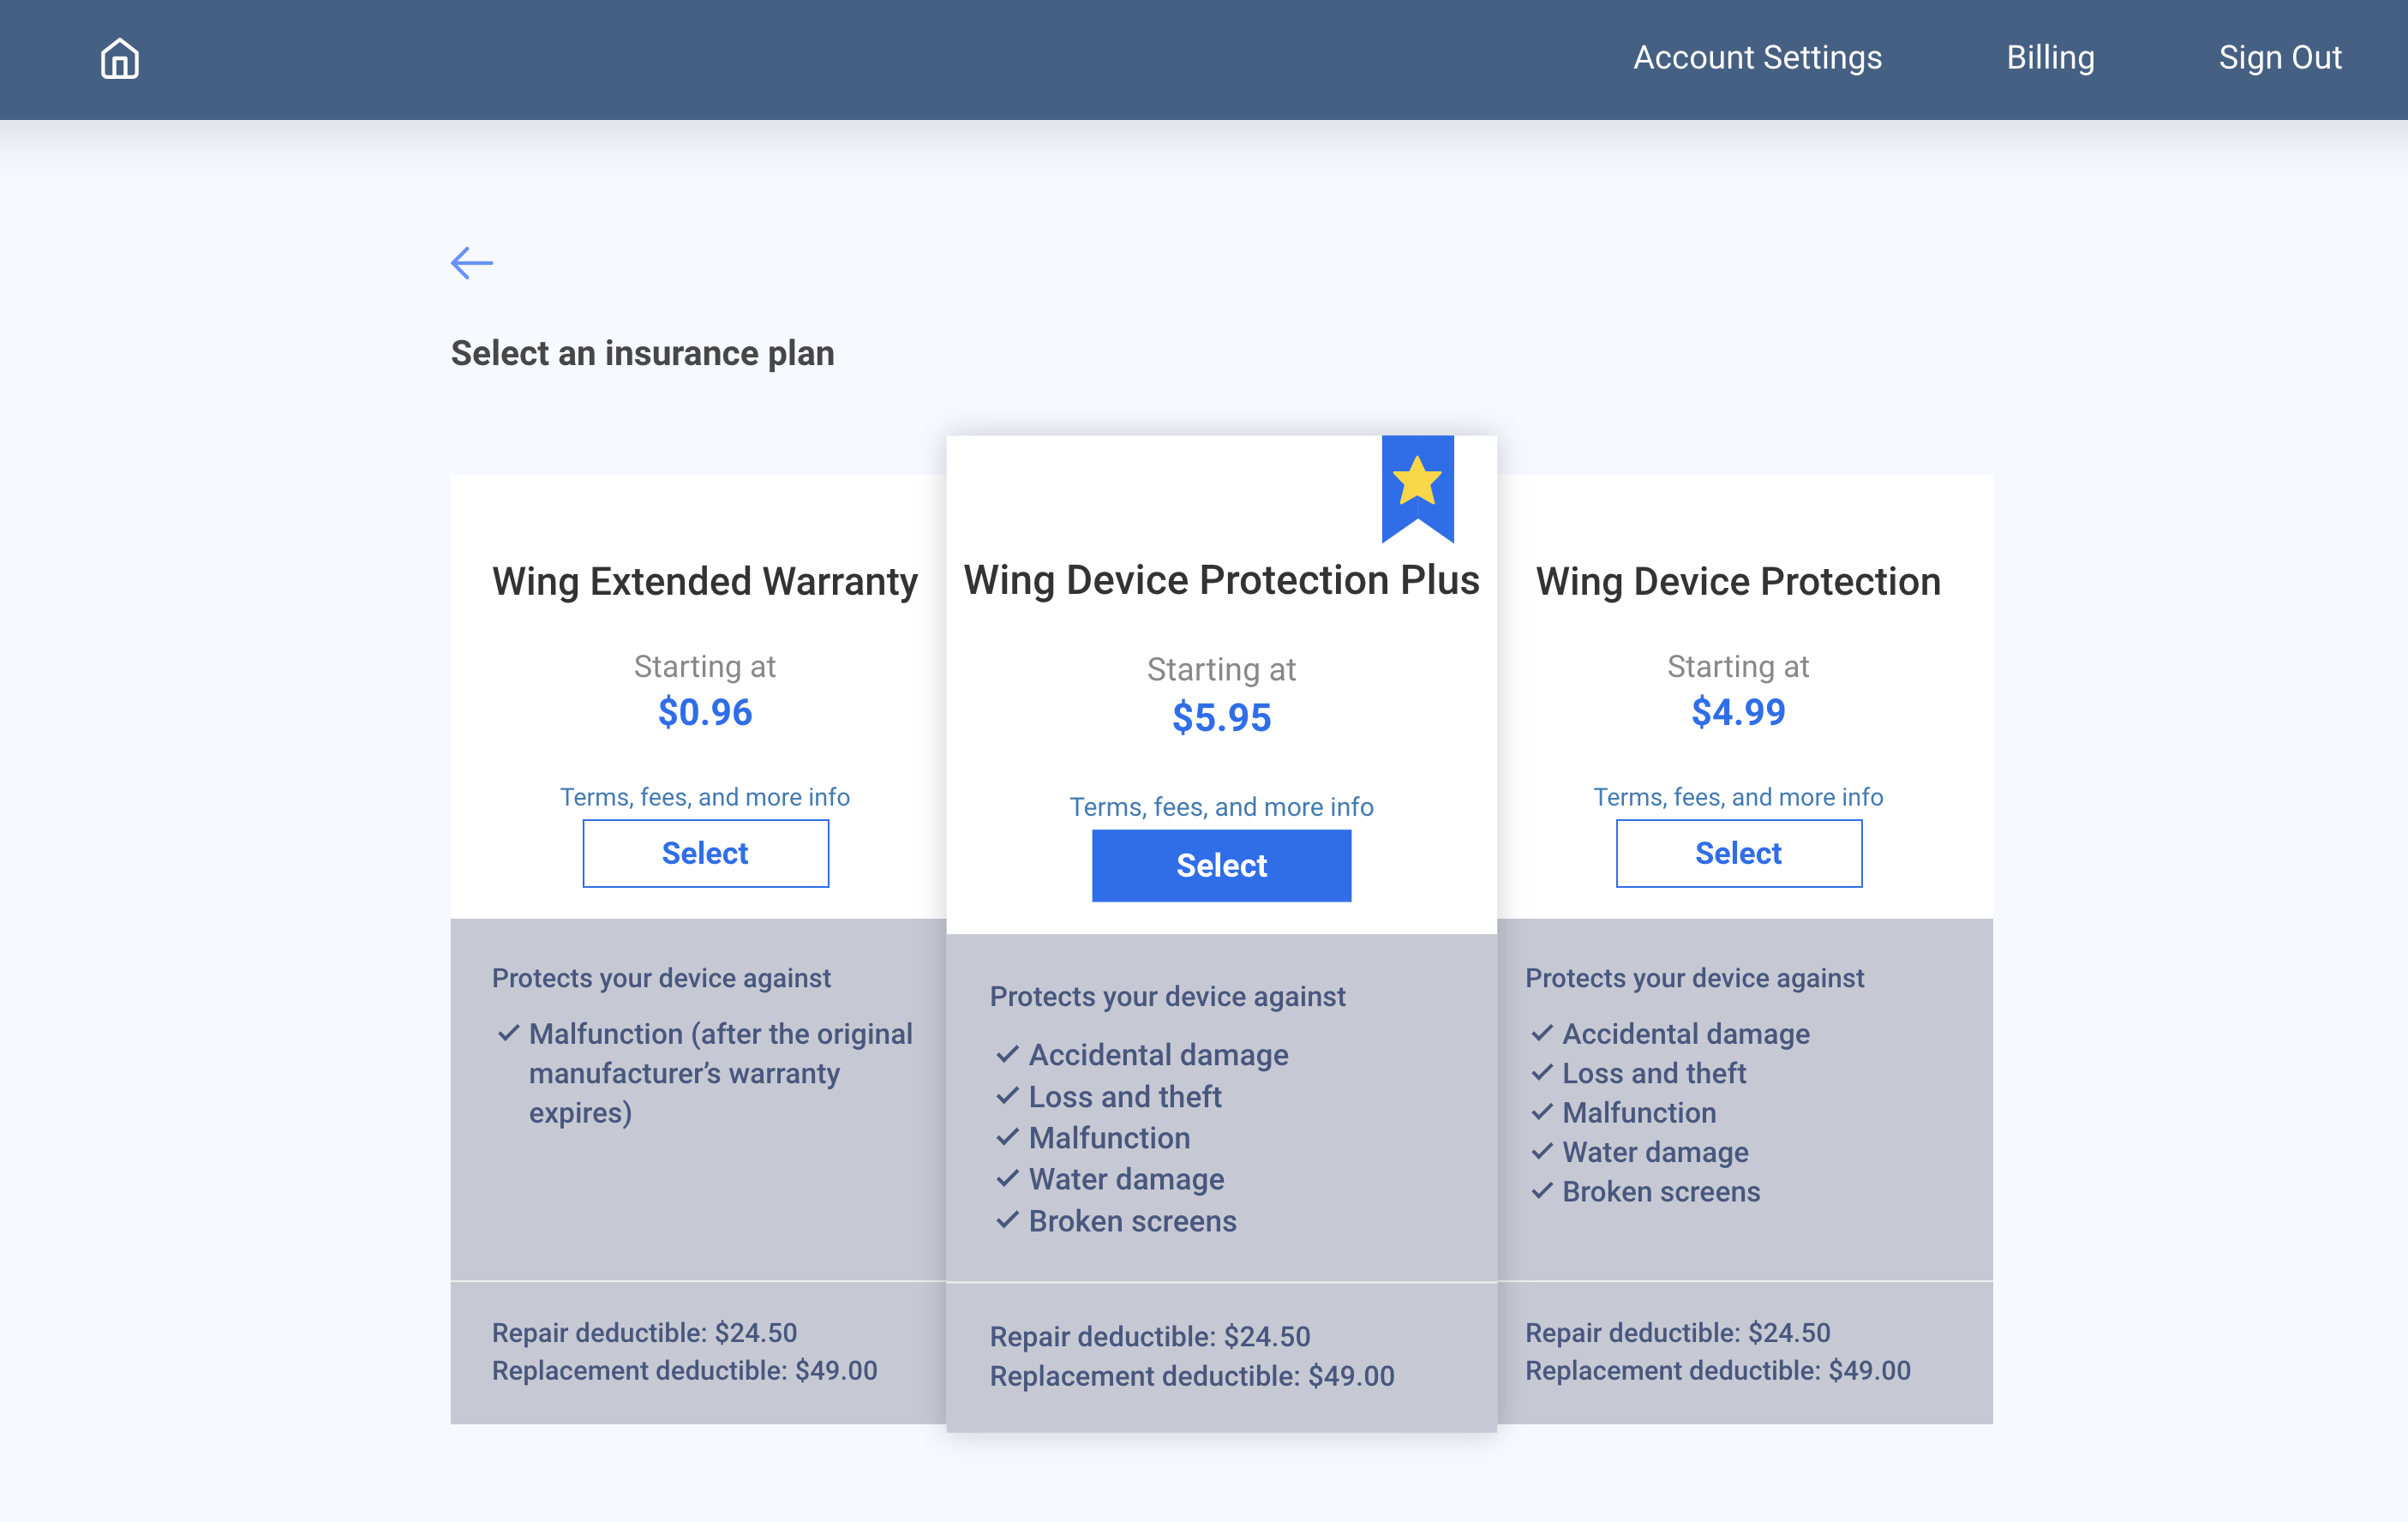 Account Settings
Billing
Sign Out
Select an insurance plan
Wing Extended Warranty
Starting at
$0.96
Terms, fees, and more info
Select
Protects your device against
Malfunction (after the original
manufacturer’s warranty
expires)
Repair deductible: $24.50
Replacement deductible: $49.00
Wing Device Protection Plus
Starting at
$5.95
Terms, fees, and more info
Select
Protects your device against
Accidental damage
Loss and theft
Malfunction
Water damage
Broken screens
Repair deductible: $24.50
Replacement deductible: $49.00
Wing Device Protection
Starting at
$4.99
Terms, fees, and more info
Select
Protects your device against
Accidental damage
Loss and theft
Malfunction
Water damage
Broken screens
Repair deductible: $24.50
Replacement deductible: $49.00